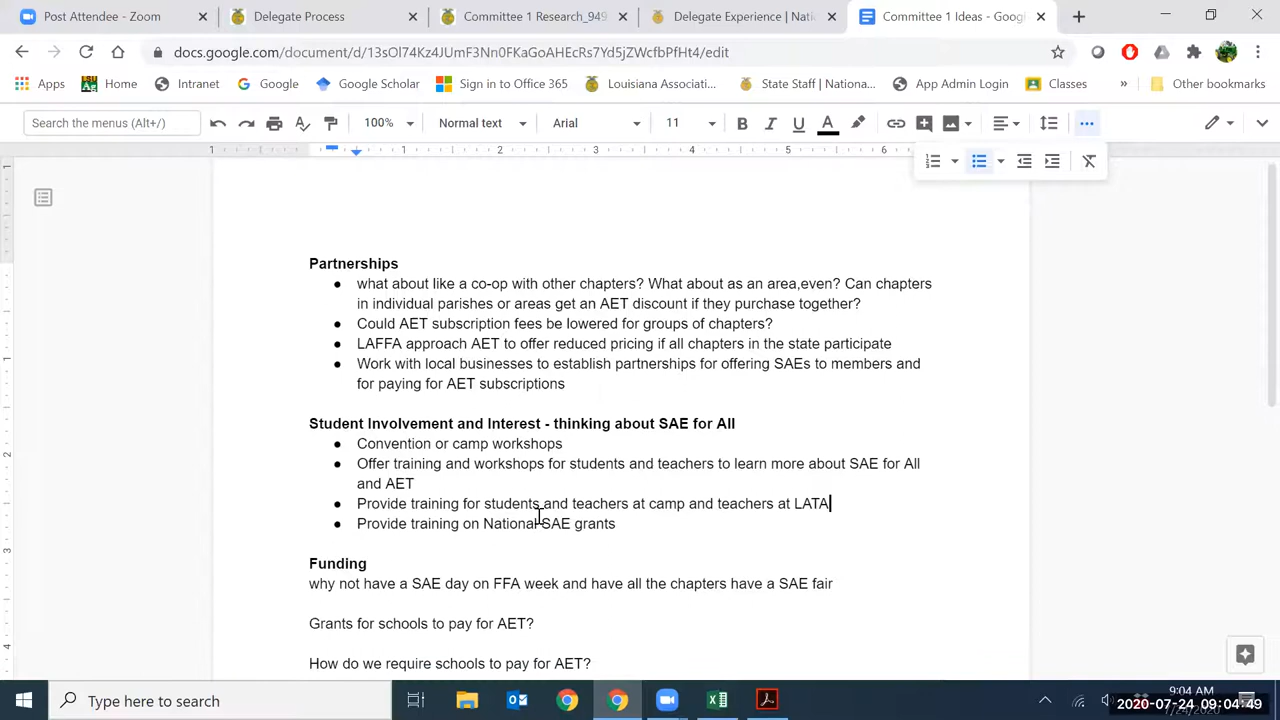 Post Attendee - Zoom
Delegate Process
Committee 1 Research_945
Delegate Experience | Nation
Committee 1 Ideas - Goog
docs.google.com/document/d/13sOl74Kz4JUmF3Nn0FKaGoAHEcRs7Yd5jZWcfbPfHt4/edit
Apps
Home
Intranet
Google
Google Scholar
Sign in to Office 365
Louisiana Associati...
State Staff | Nationa...
App Admin Login
Classes
»
Other bookmarks
Search the menus (Alt+/)
100%
Normal text
Arial
11
B I U A
1 1 2 3 4 5 6
Partnerships
● what about like a co-op with other chapters? What about as an area,even? Can chapters
in individual parishes or areas get an AET discount if they purchase together?
● Could AET subscription fees be lowered for groups of chapters?
● LAFFA approach AET to offer reduced pricing if all chapters in the state participate
● Work with local businesses to establish partnerships for offering SAEs to members and
for paying for AET subscriptions
Student Involvement and Interest - thinking about SAE for All
● Convention or camp workshops
● Offer training and workshops for students and teachers to learn more about SAE for All
and AET
● Provide training for students and teachers at camp and teachers at LATA
● Provide training on National SAE grants
Funding
why not have a SAE day on FFA week and have all the chapters have a SAE fair
Grants for schools to pay for AET?
How do we require schools to pay for AET?
Type here to search
9:04 AM
2020-07-24 09:04:49